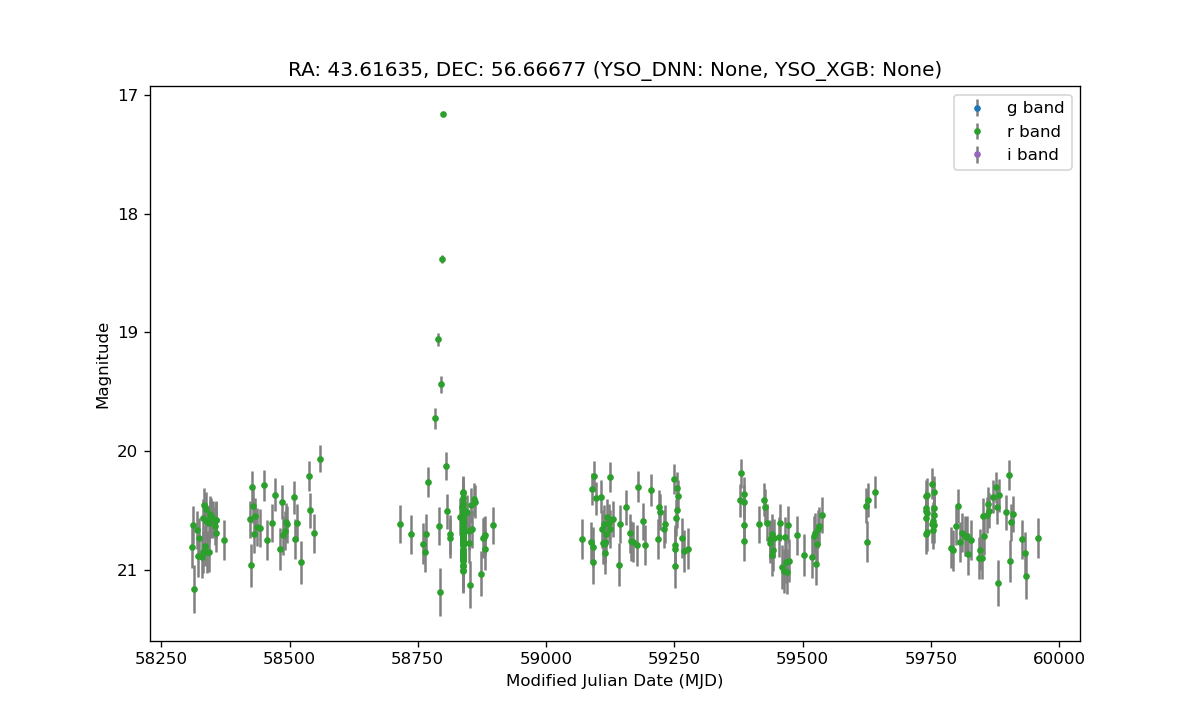 RA: 43.61635, DEC: 56.66677 (YSO_DNN: None, YSO_XGB: None)
g band
r band
i band
17
18
19
20
21
Magnitude
58250 58500 58750 59000 59250 59500 59750 60000
Modified Julian Date (MJD)